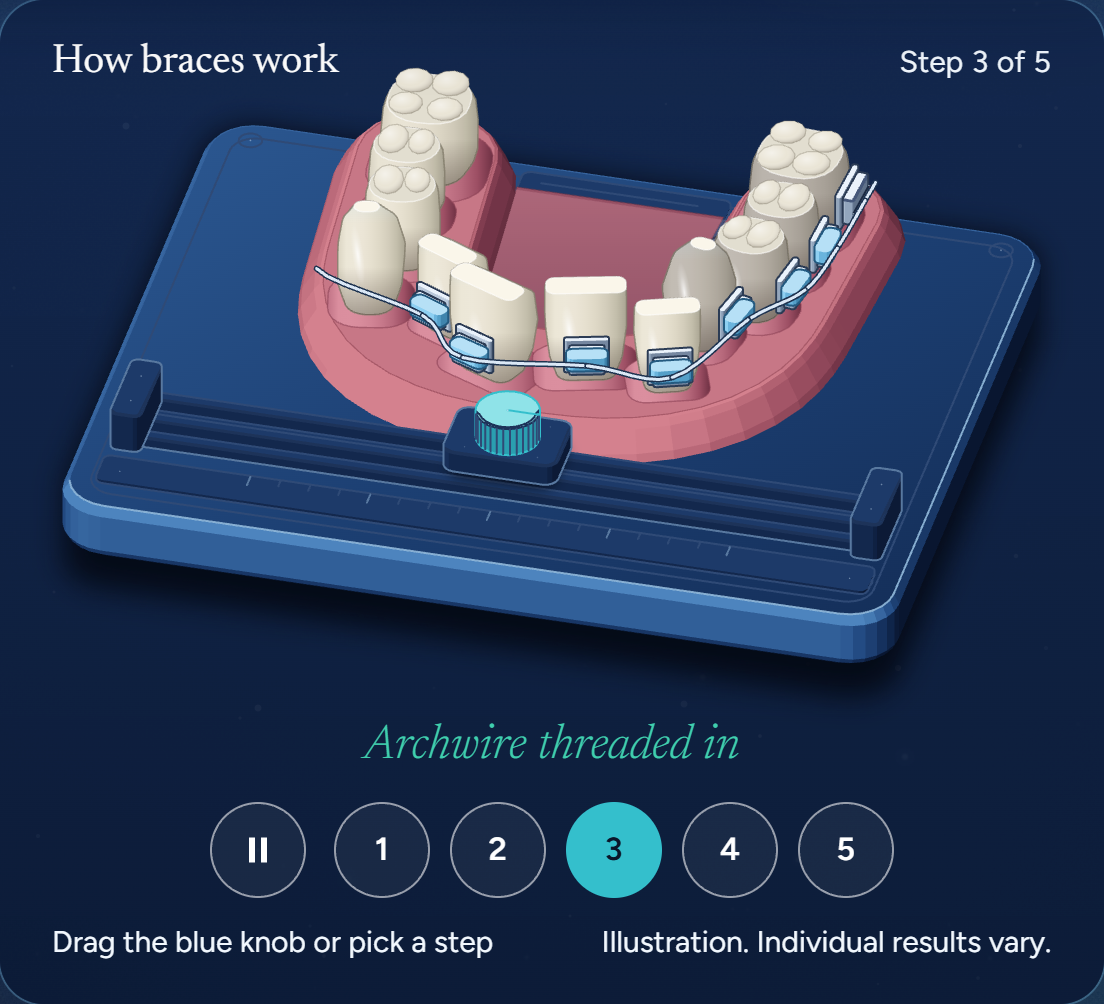 How braces work
Step 3 of 5
Archwire threaded in
1 2 3 4 5
Drag the blue knob or pick a step
Illustration. Individual results vary.